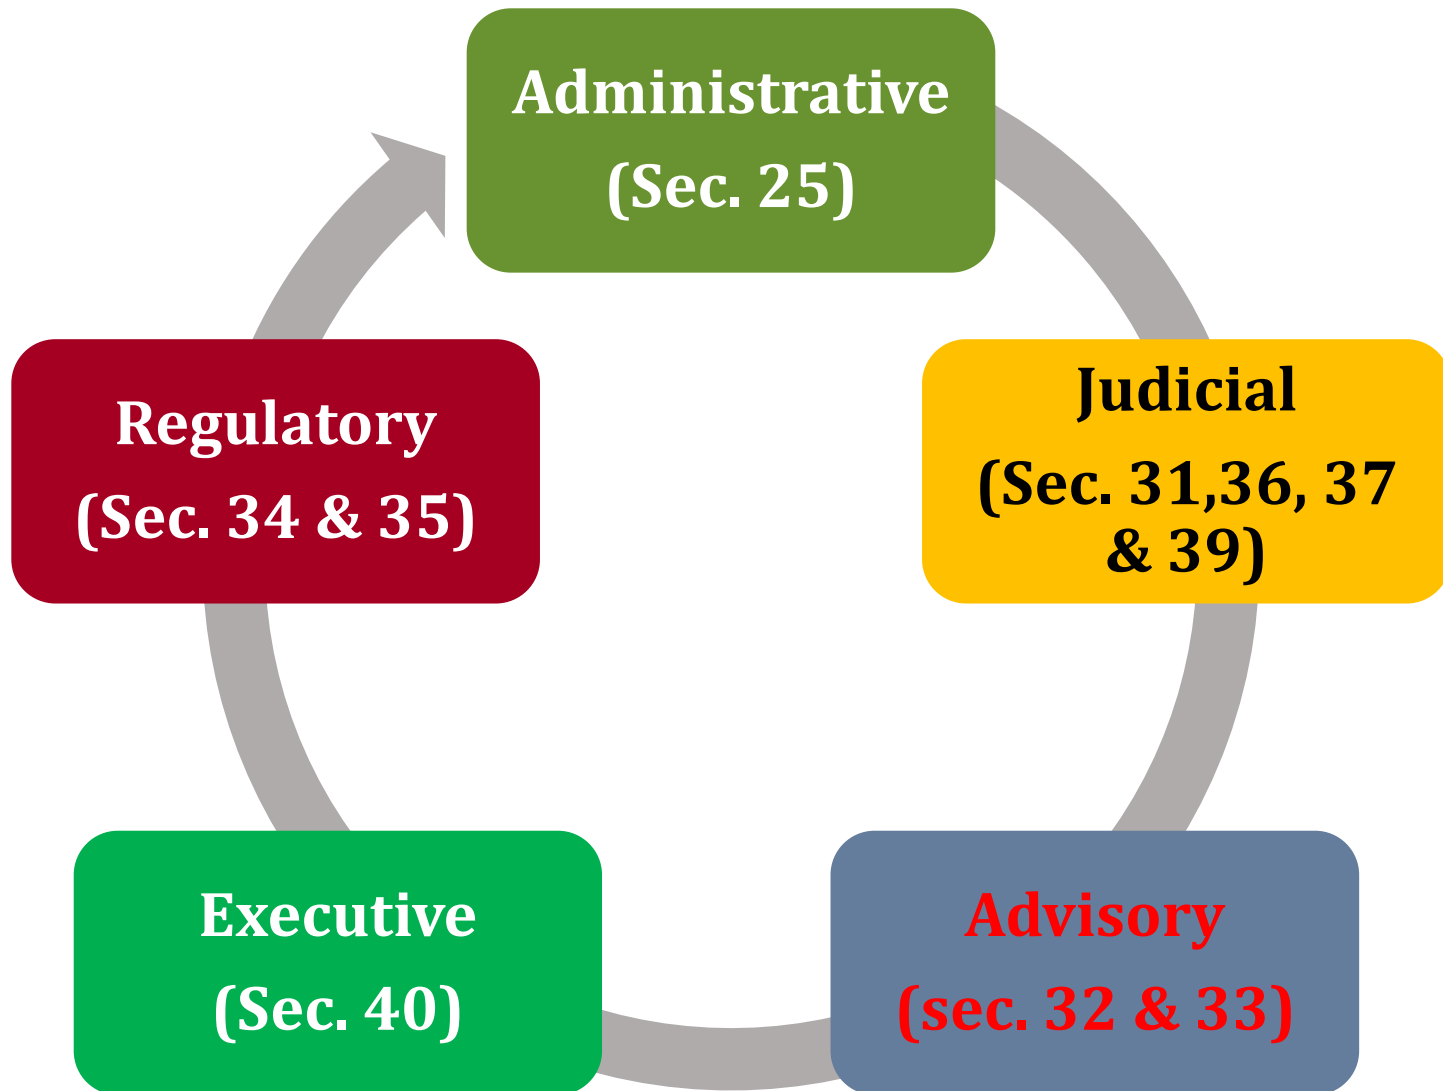 Administrative
(Sec. 25)
Judicial
(Sec. 31,36, 37
& 39)
Advisory
(sec. 32 & 33)
Executive
(Sec. 40)
Regulatory
(Sec. 34 & 35)